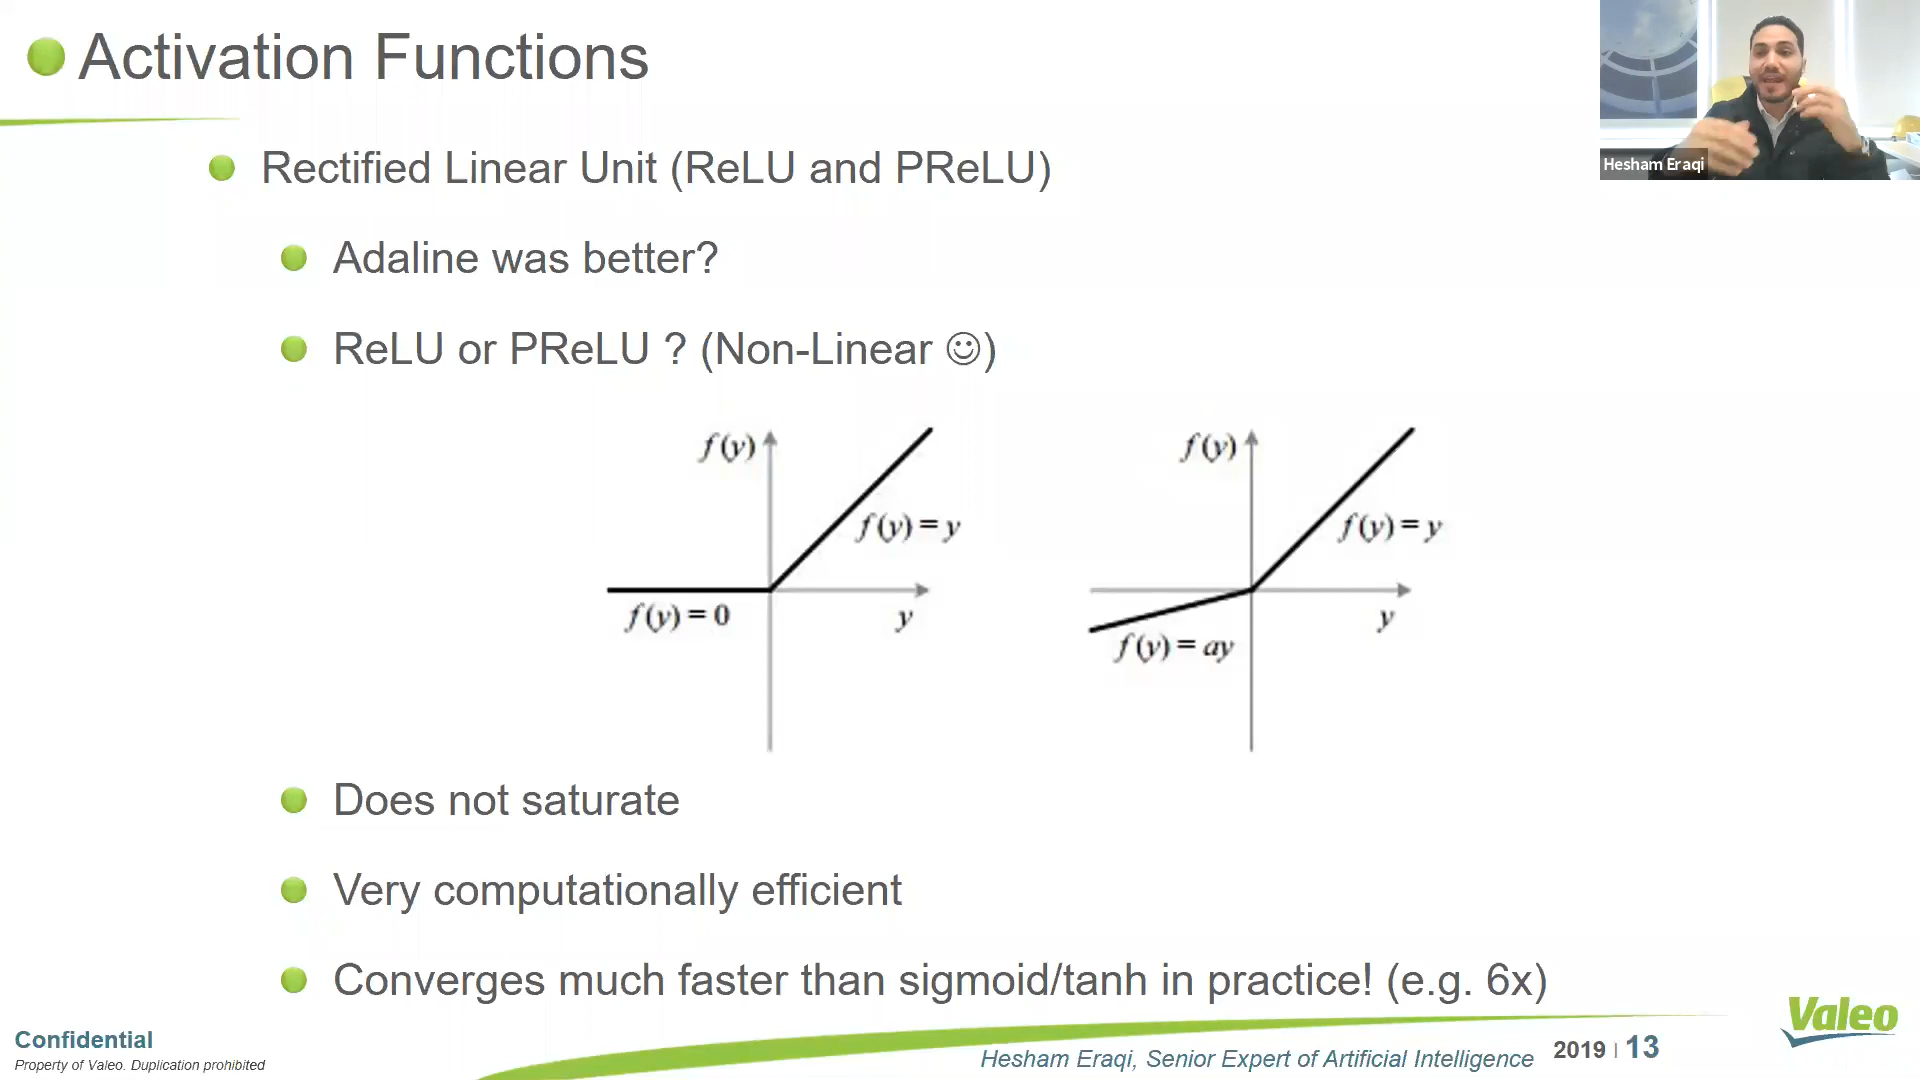 Activation Functions
Hesham Eraqi
Rectified Linear Unit (ReLU and PReLU)
Adaline was better?
ReLU or PReLU ? (Non-Linear ☺)
f(y)
f(y) = y
f(y) = 0
y
f(y)
f(y) = y
f(y) = ay
y
Does not saturate
Very computationally efficient
Converges much faster than sigmoid/tanh in practice! (e.g. 6x)
Confidential
Property of Valeo. Duplication prohibited
Hesham Eraqi, Senior Expert of Artificial Intelligence
2019 | 13
Valeo